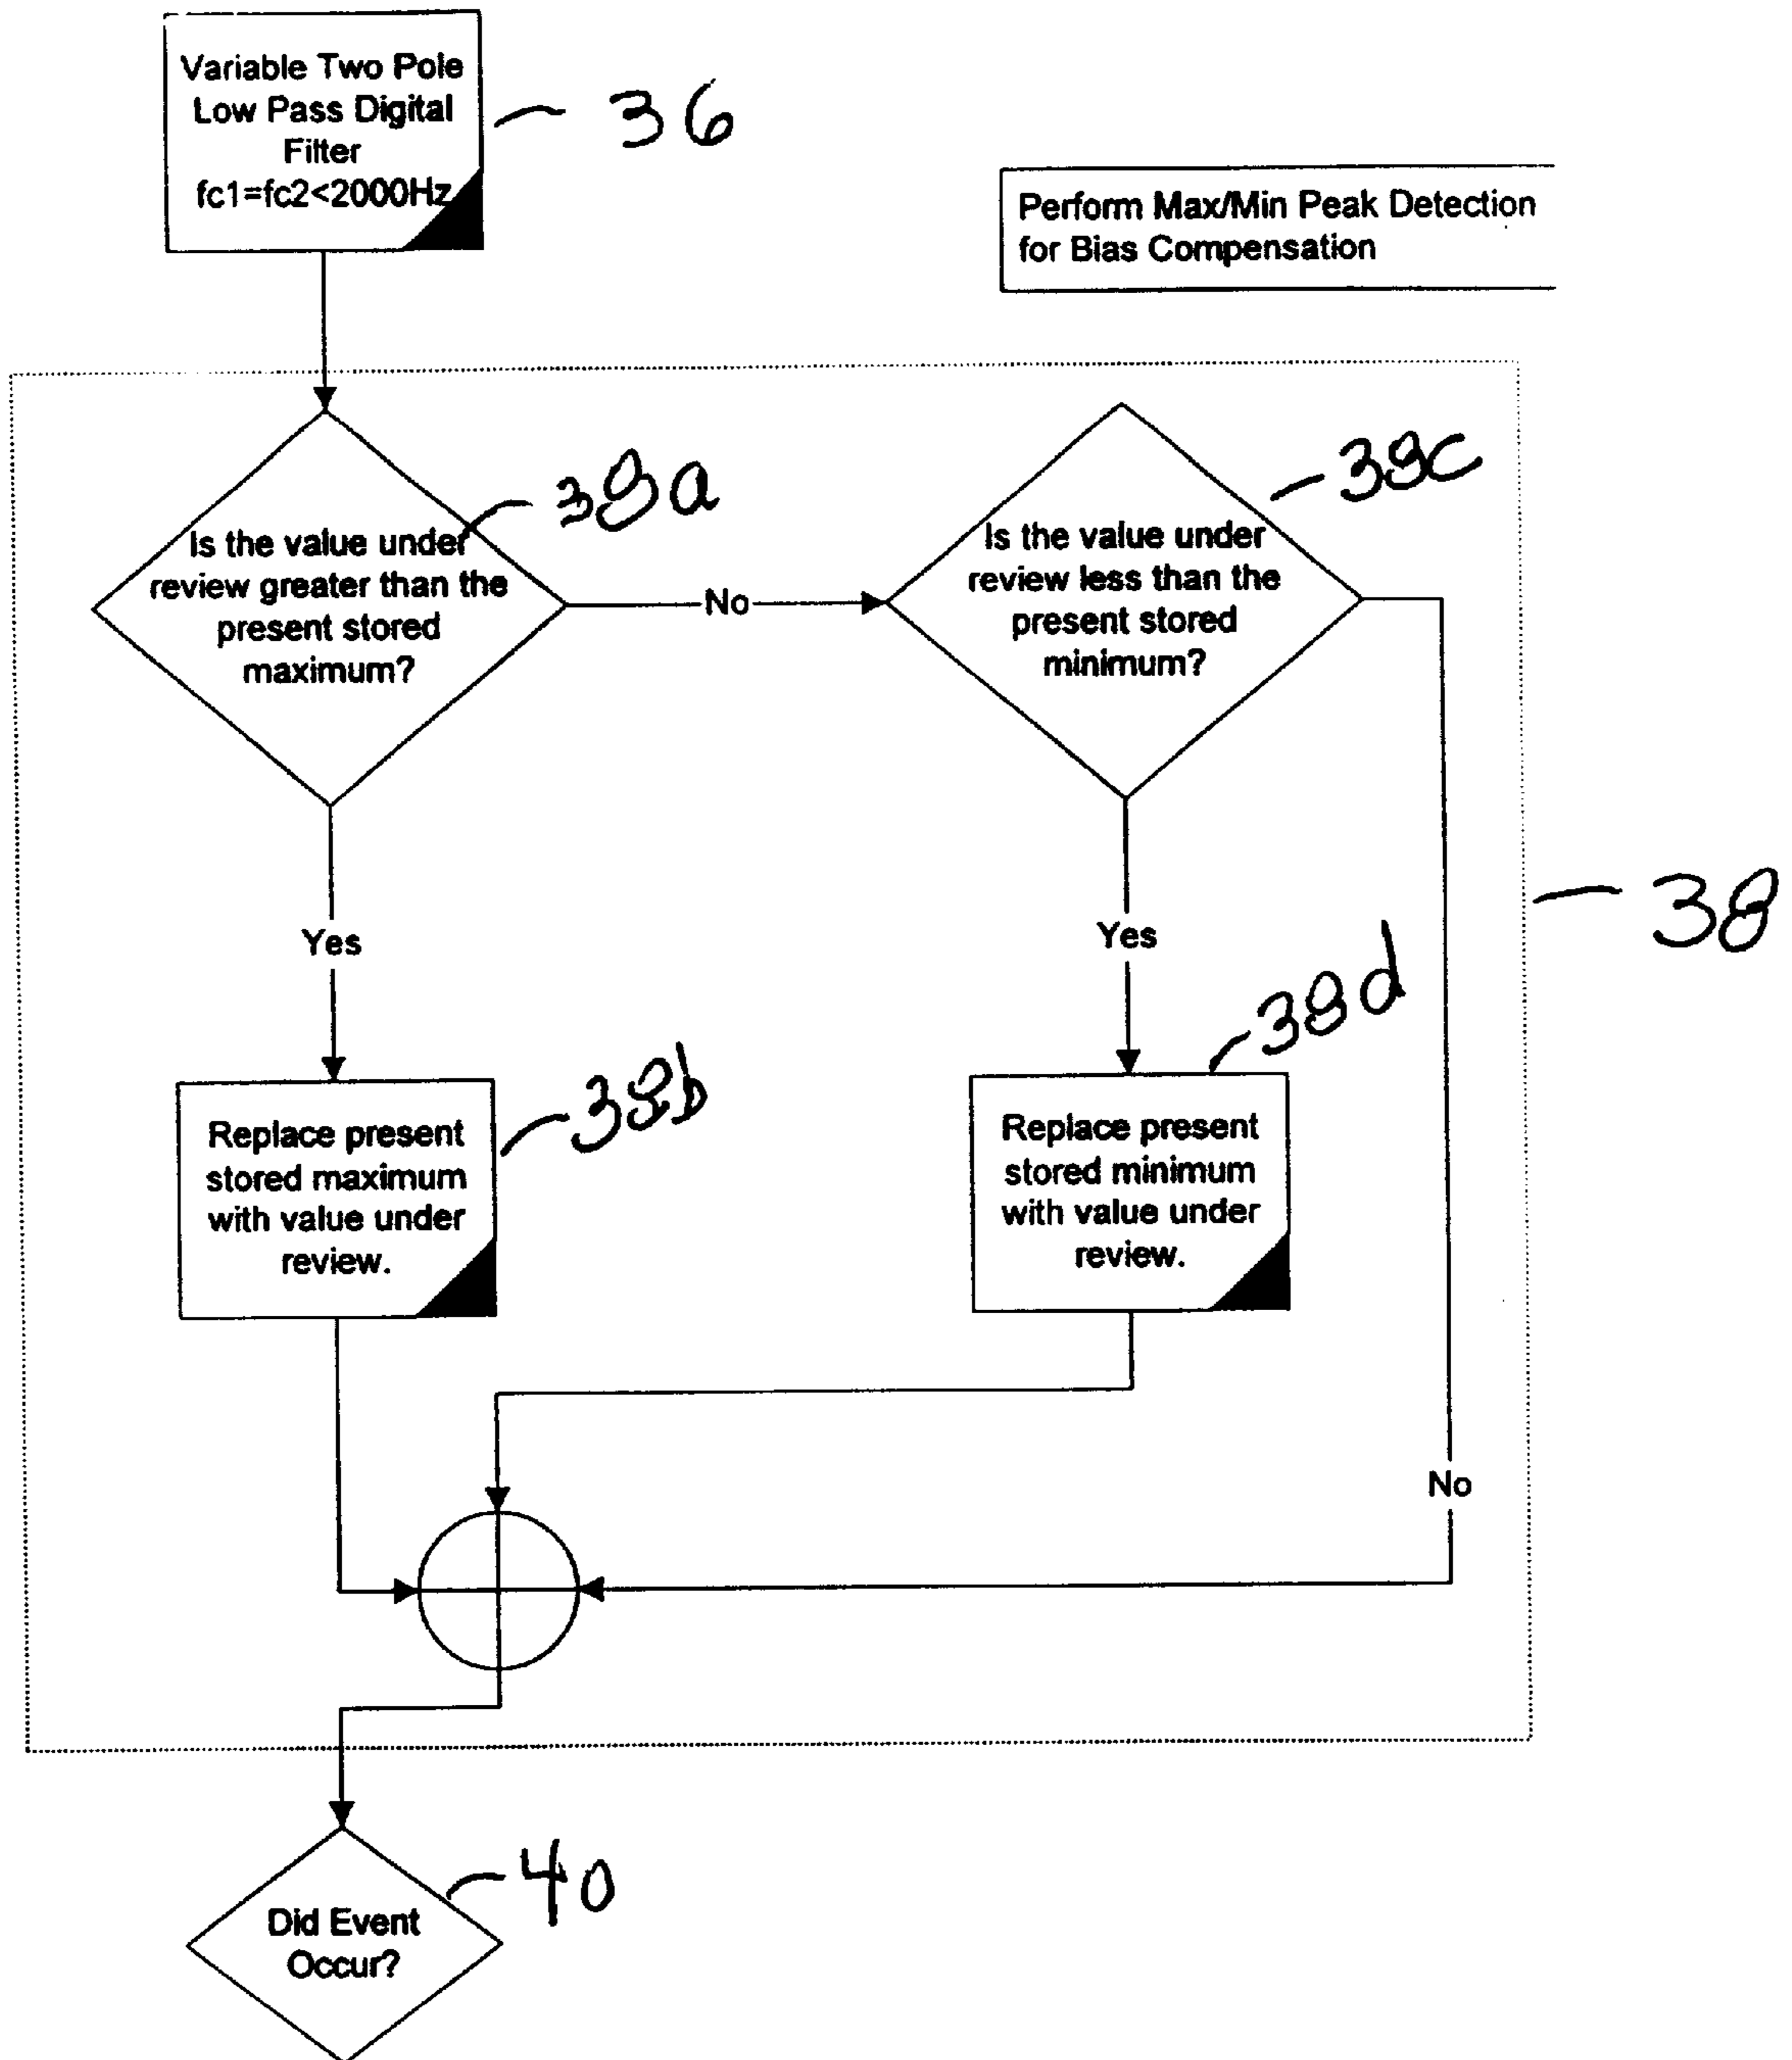 Variable Two Pole
Low Pass Digital
Filter
fc1=fc2<2000Hz
36
Perform Max/Min Peak Detection
for Bias Compensation
38a
Is the value under
review greater than the
present stored
maximum?
No
38c
Is the value under
review less than the
present stored
minimum?
38
Yes
Yes
38b
Replace present
stored maximum
with value under
review.
38d
Replace present
stored minimum
with value under
review.
No
40
Did Event
Occur?